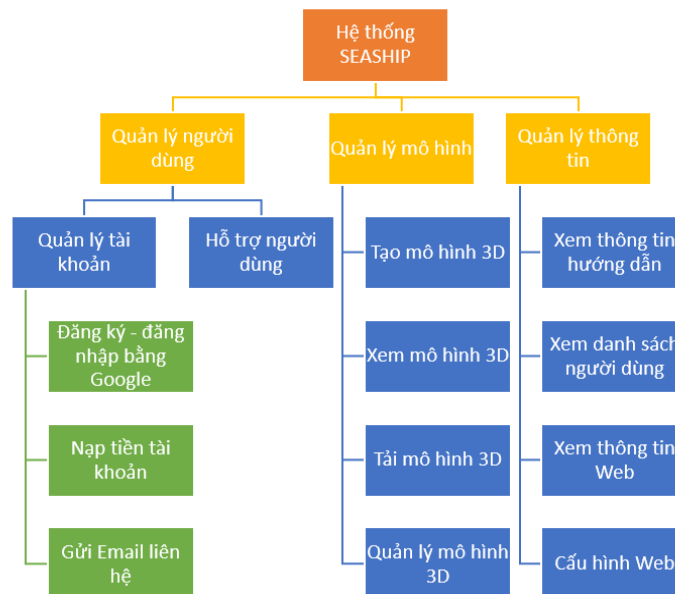 Hệ thống
SEASHIP
Quản lý người
dùng
Quản lý mô hình
Quản lý thông
tin
Quản lý tài
khoản
Hỗ trợ người
dùng
Tạo mô hình 3D
Xem thông tin
hướng dẫn
Đăng ký - đăng
nhập bằng
Google
Xem mô hình 3D
Xem danh sách
người dùng
Nạp tiền tài
khoản
Tải mô hình 3D
Xem thông tin
Web
Gửi Email liên
hệ
Quản lý mô hình
3D
Cấu hình Web